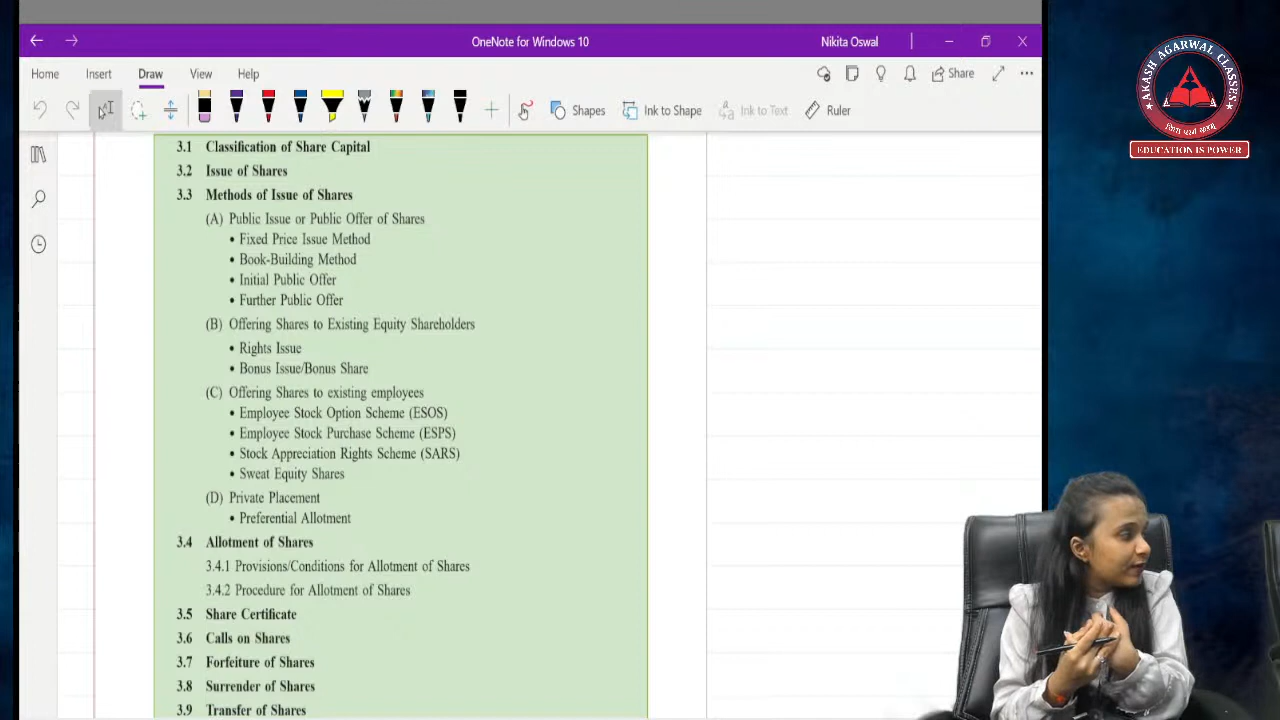 OneNote for Windows 10
Nikita Oswal
Home Insert Draw View Help
Share
Shapes Ink to Shape Ink to Text Ruler
3.1 Classification of Share Capital
3.2 Issue of Shares
3.3 Methods of Issue of Shares
(A) Public Issue or Public Offer of Shares
• Fixed Price Issue Method
• Book-Building Method
• Initial Public Offer
• Further Public Offer
(B) Offering Shares to Existing Equity Shareholders
• Rights Issue
• Bonus Issue/Bonus Share
(C) Offering Shares to existing employees
• Employee Stock Option Scheme (ESOS)
• Employee Stock Purchase Scheme (ESPS)
• Stock Appreciation Rights Scheme (SARS)
• Sweat Equity Shares
(D) Private Placement
• Preferential Allotment
3.4 Allotment of Shares
3.4.1 Provisions/Conditions for Allotment of Shares
3.4.2 Procedure for Allotment of Shares
3.5 Share Certificate
3.6 Calls on Shares
3.7 Forfeiture of Shares
3.8 Surrender of Shares
3.9 Transfer of Shares
AKASH AGARWAL CLASSES
EDUCATION IS POWER